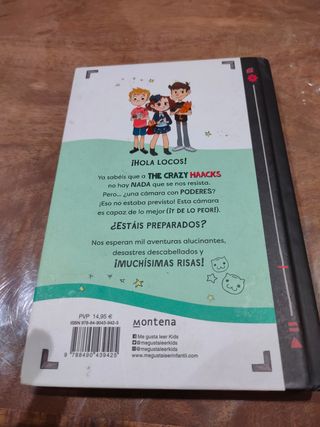 ¡HOLA LOCOS!
Ya sabéis que a THE CRAZY HAACKS
no hay NADA que se nos resista.
Pero... ¿una cámara con PODERES?
¡Eso no estaba previsto! Esta cámara
es capaz de lo mejor (¡Y DE LO PEOR!).
¿ESTÁIS PREPARADOS?
Nos esperan mil aventuras alucinantes,
desastres descabellados y
¡MUCHÍSIMAS RISAS!
PVP 14,95 €
ISBN 978-84-9043-942-5
9 788490 439425
Montena
Me gusta leer Kids
@megustaleerkids
@megustaleerkids
www.megustaleerinfantil.com